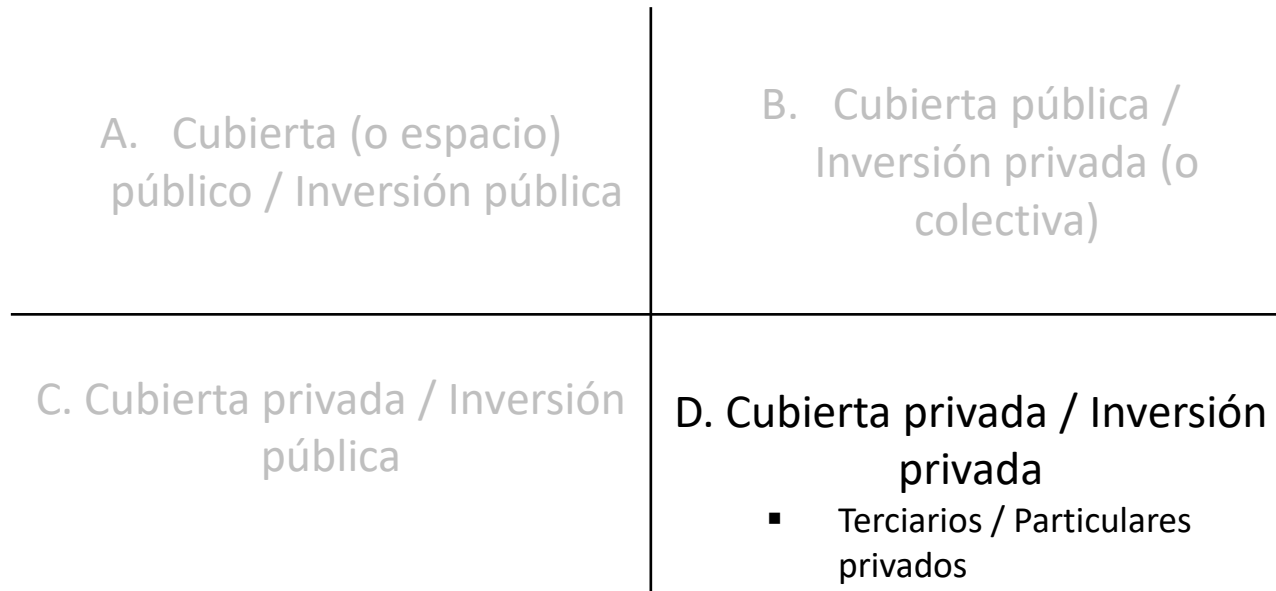 A. Cubierta (o espacio)
público / Inversión pública
B. Cubierta pública /
Inversión privada (o
colectiva)
C. Cubierta privada / Inversión
pública
D. Cubierta privada / Inversión
privada
▪ Terciarios / Particulares
privados